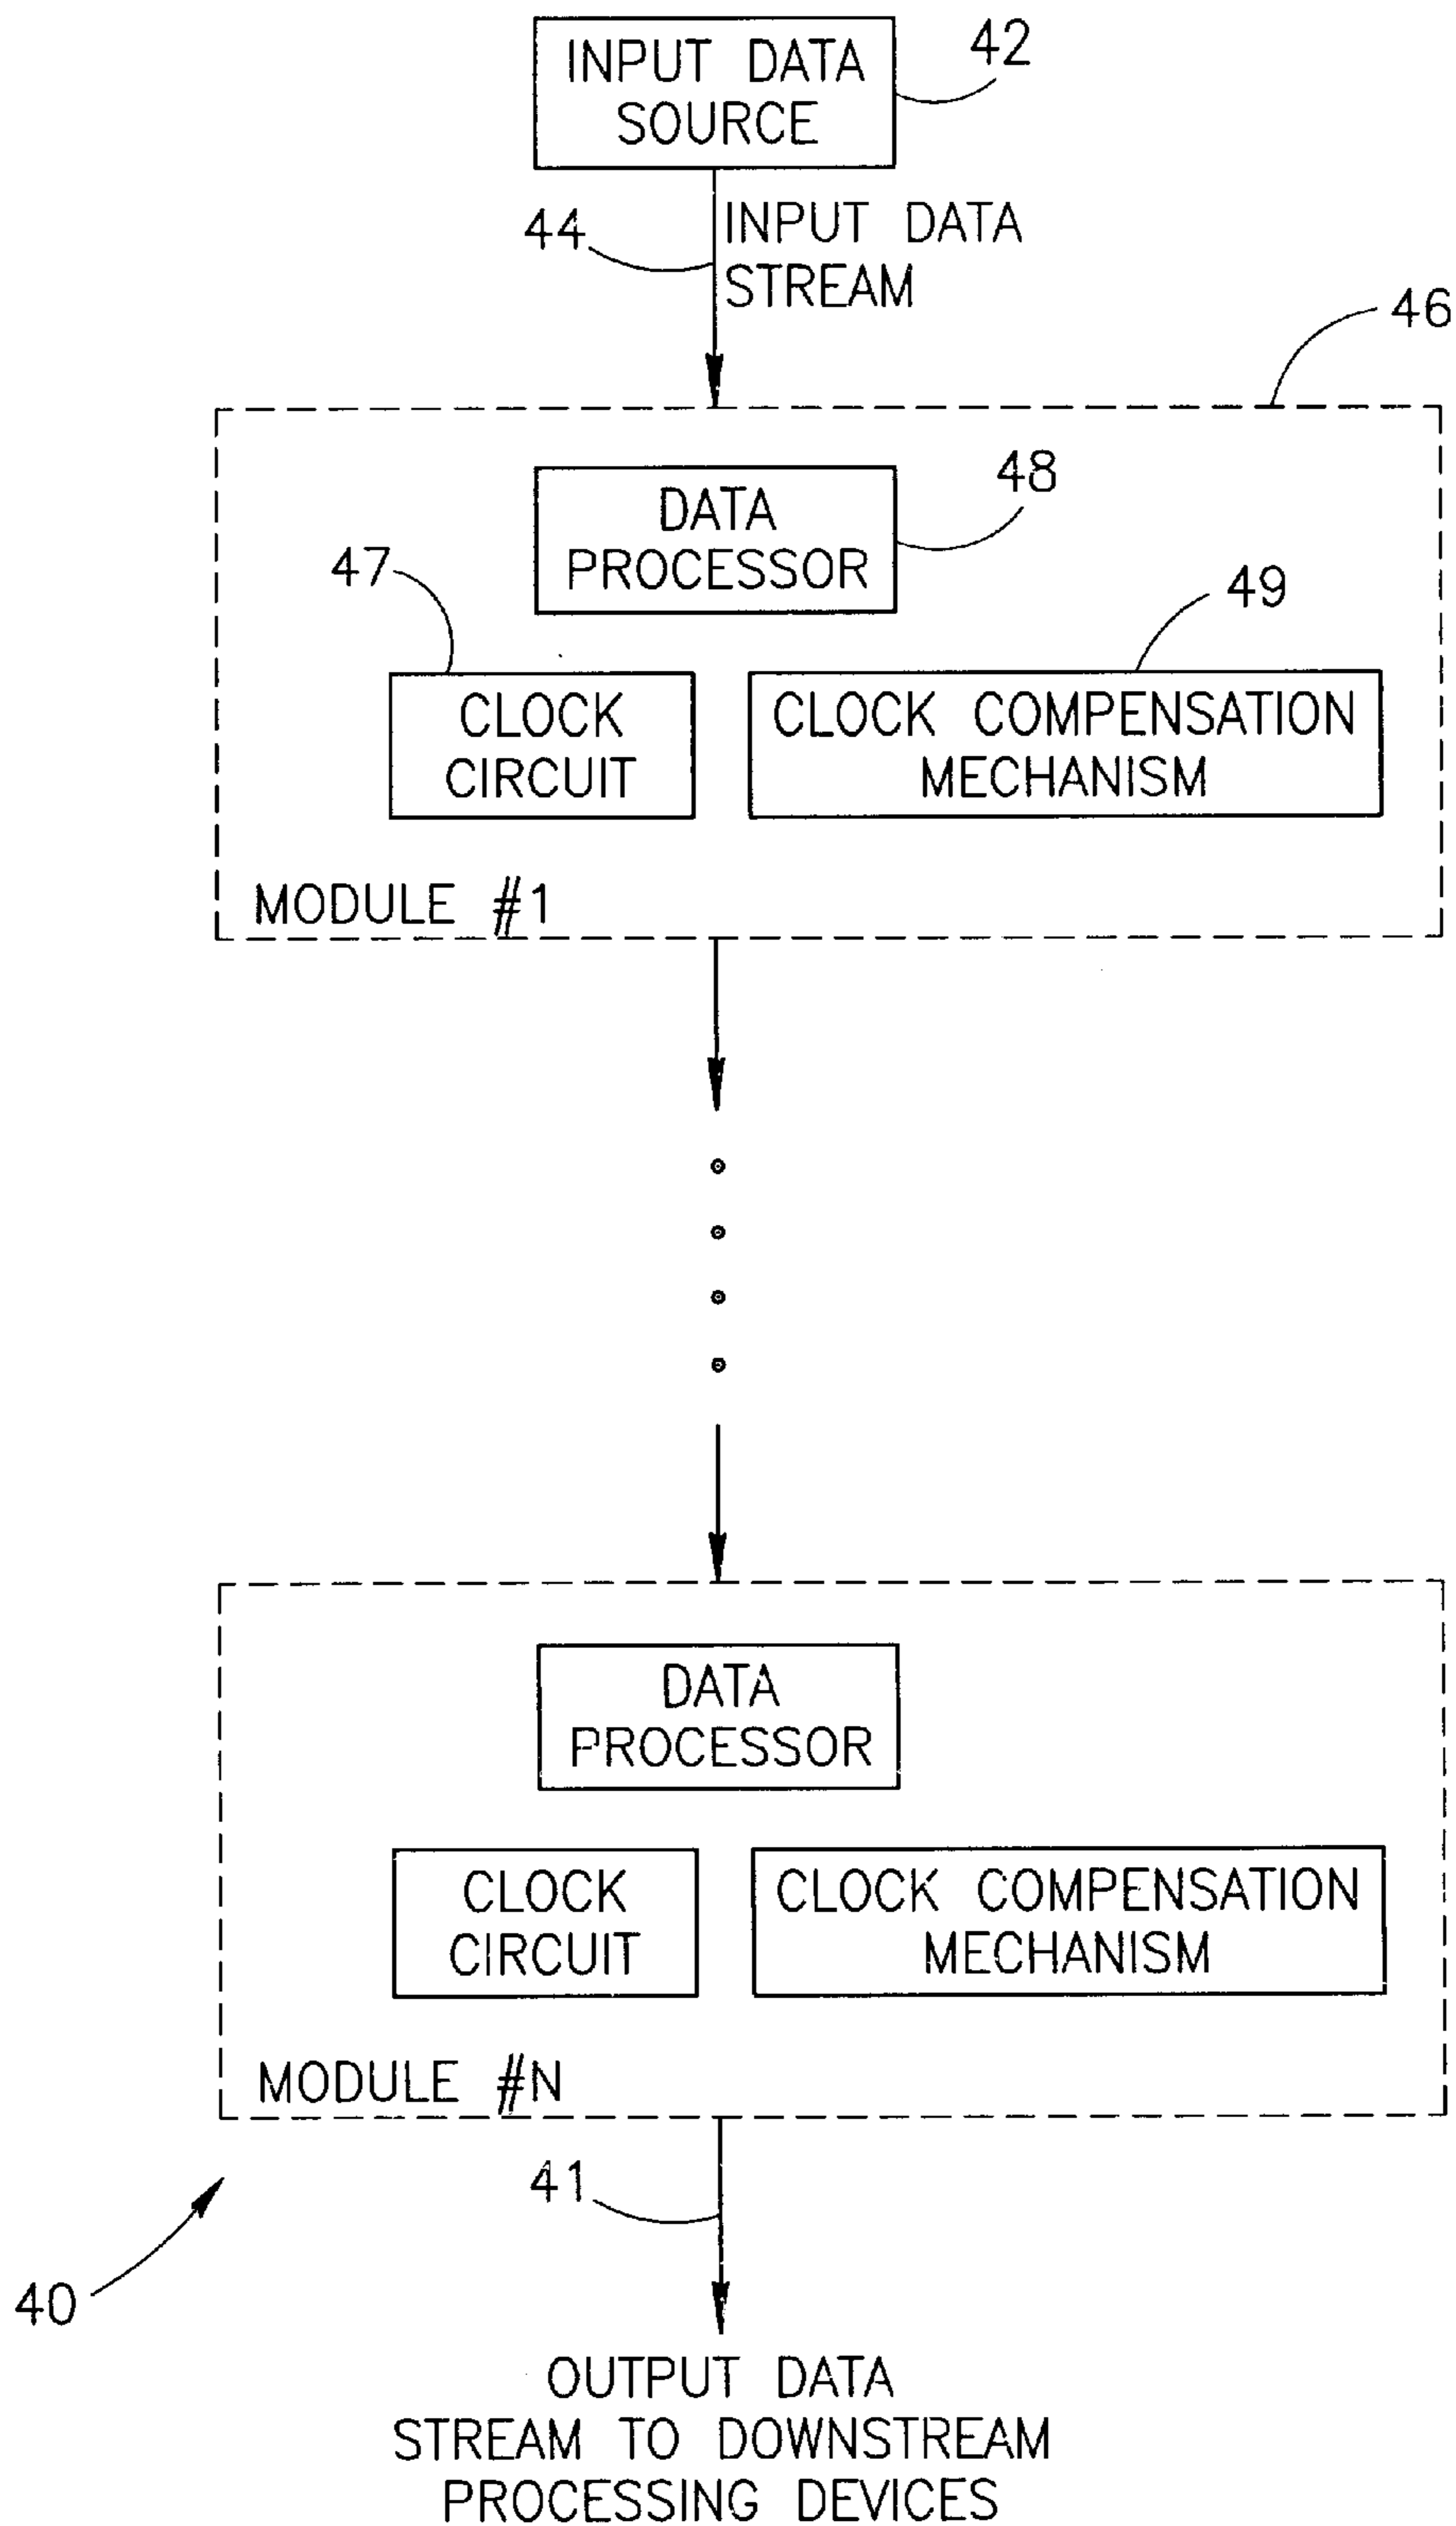 INPUT DATA
SOURCE
42
44
INPUT DATA
STREAM
46
DATA
PROCESSOR
48
47
49
CLOCK
CIRCUIT
CLOCK COMPENSATION
MECHANISM
MODULE #1
DATA
PROCESSOR
CLOCK
CIRCUIT
CLOCK COMPENSATION
MECHANISM
MODULE #N
41
40
OUTPUT DATA
STREAM TO DOWNSTREAM
PROCESSING DEVICES